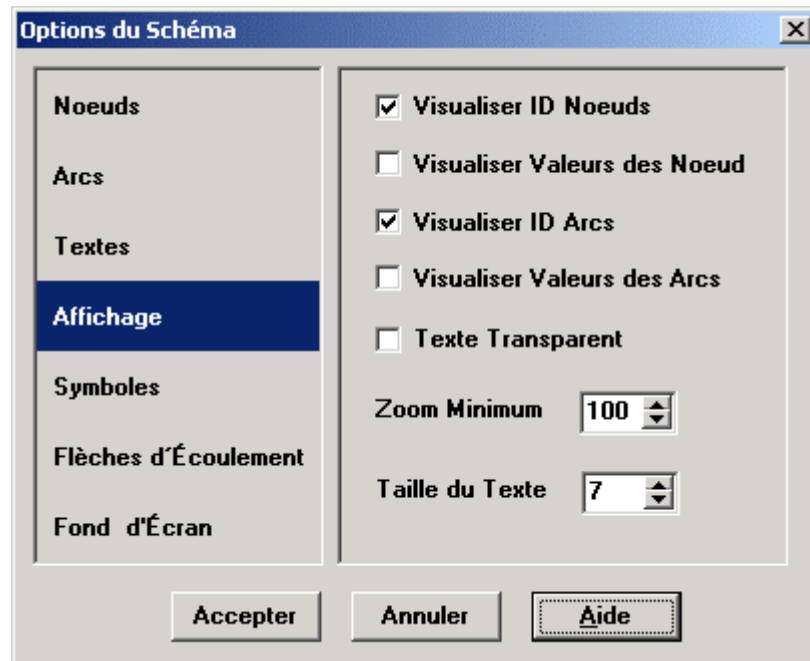 Options du Schéma
Noeuds
Arcs
Textes
Affichage
Symboles
Flèches d´Écoulement
Fond d'Écran
Visualiser ID Noeuds
Visualiser Valeurs des Noeud
Visualiser ID Arcs
Visualiser Valeurs des Arcs
Texte Transparent
Zoom Minimum 100
Taille du Texte 7
Accepter Annuler Aide